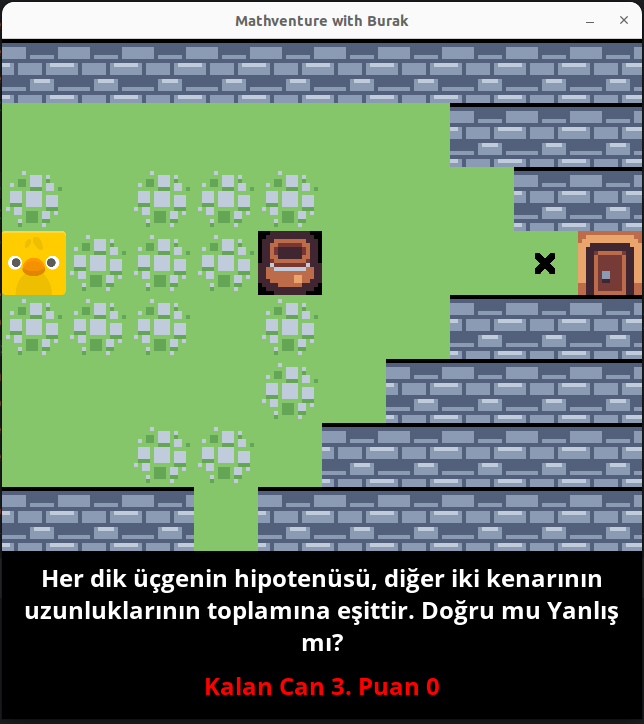 Mathventure with Burak
Her dik üçgenin hipotenüsü, diğer iki kenarının
uzunluklarının toplamına eşittir. Doğru mu Yanlış
mı?
Kalan Can 3. Puan 0